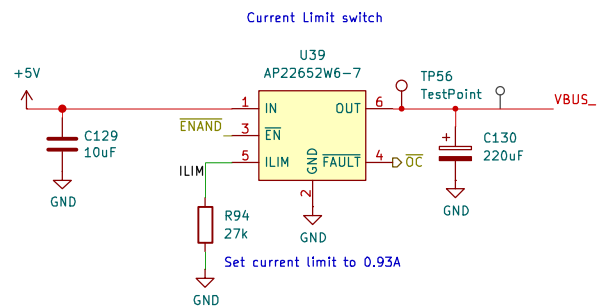 Current Limit switch
U39
AP22652W6-7
+5V
TP56
TestPoint
1 IN
OUT 6
VBUS_
ENAND
3 EN
C129
10uF
C130
220uF
+
5 ILIM
GND
FAULT 4
OC
ILIM
2
GND
GND
GND
R94
27k
Set current limit to 0.93A
GND